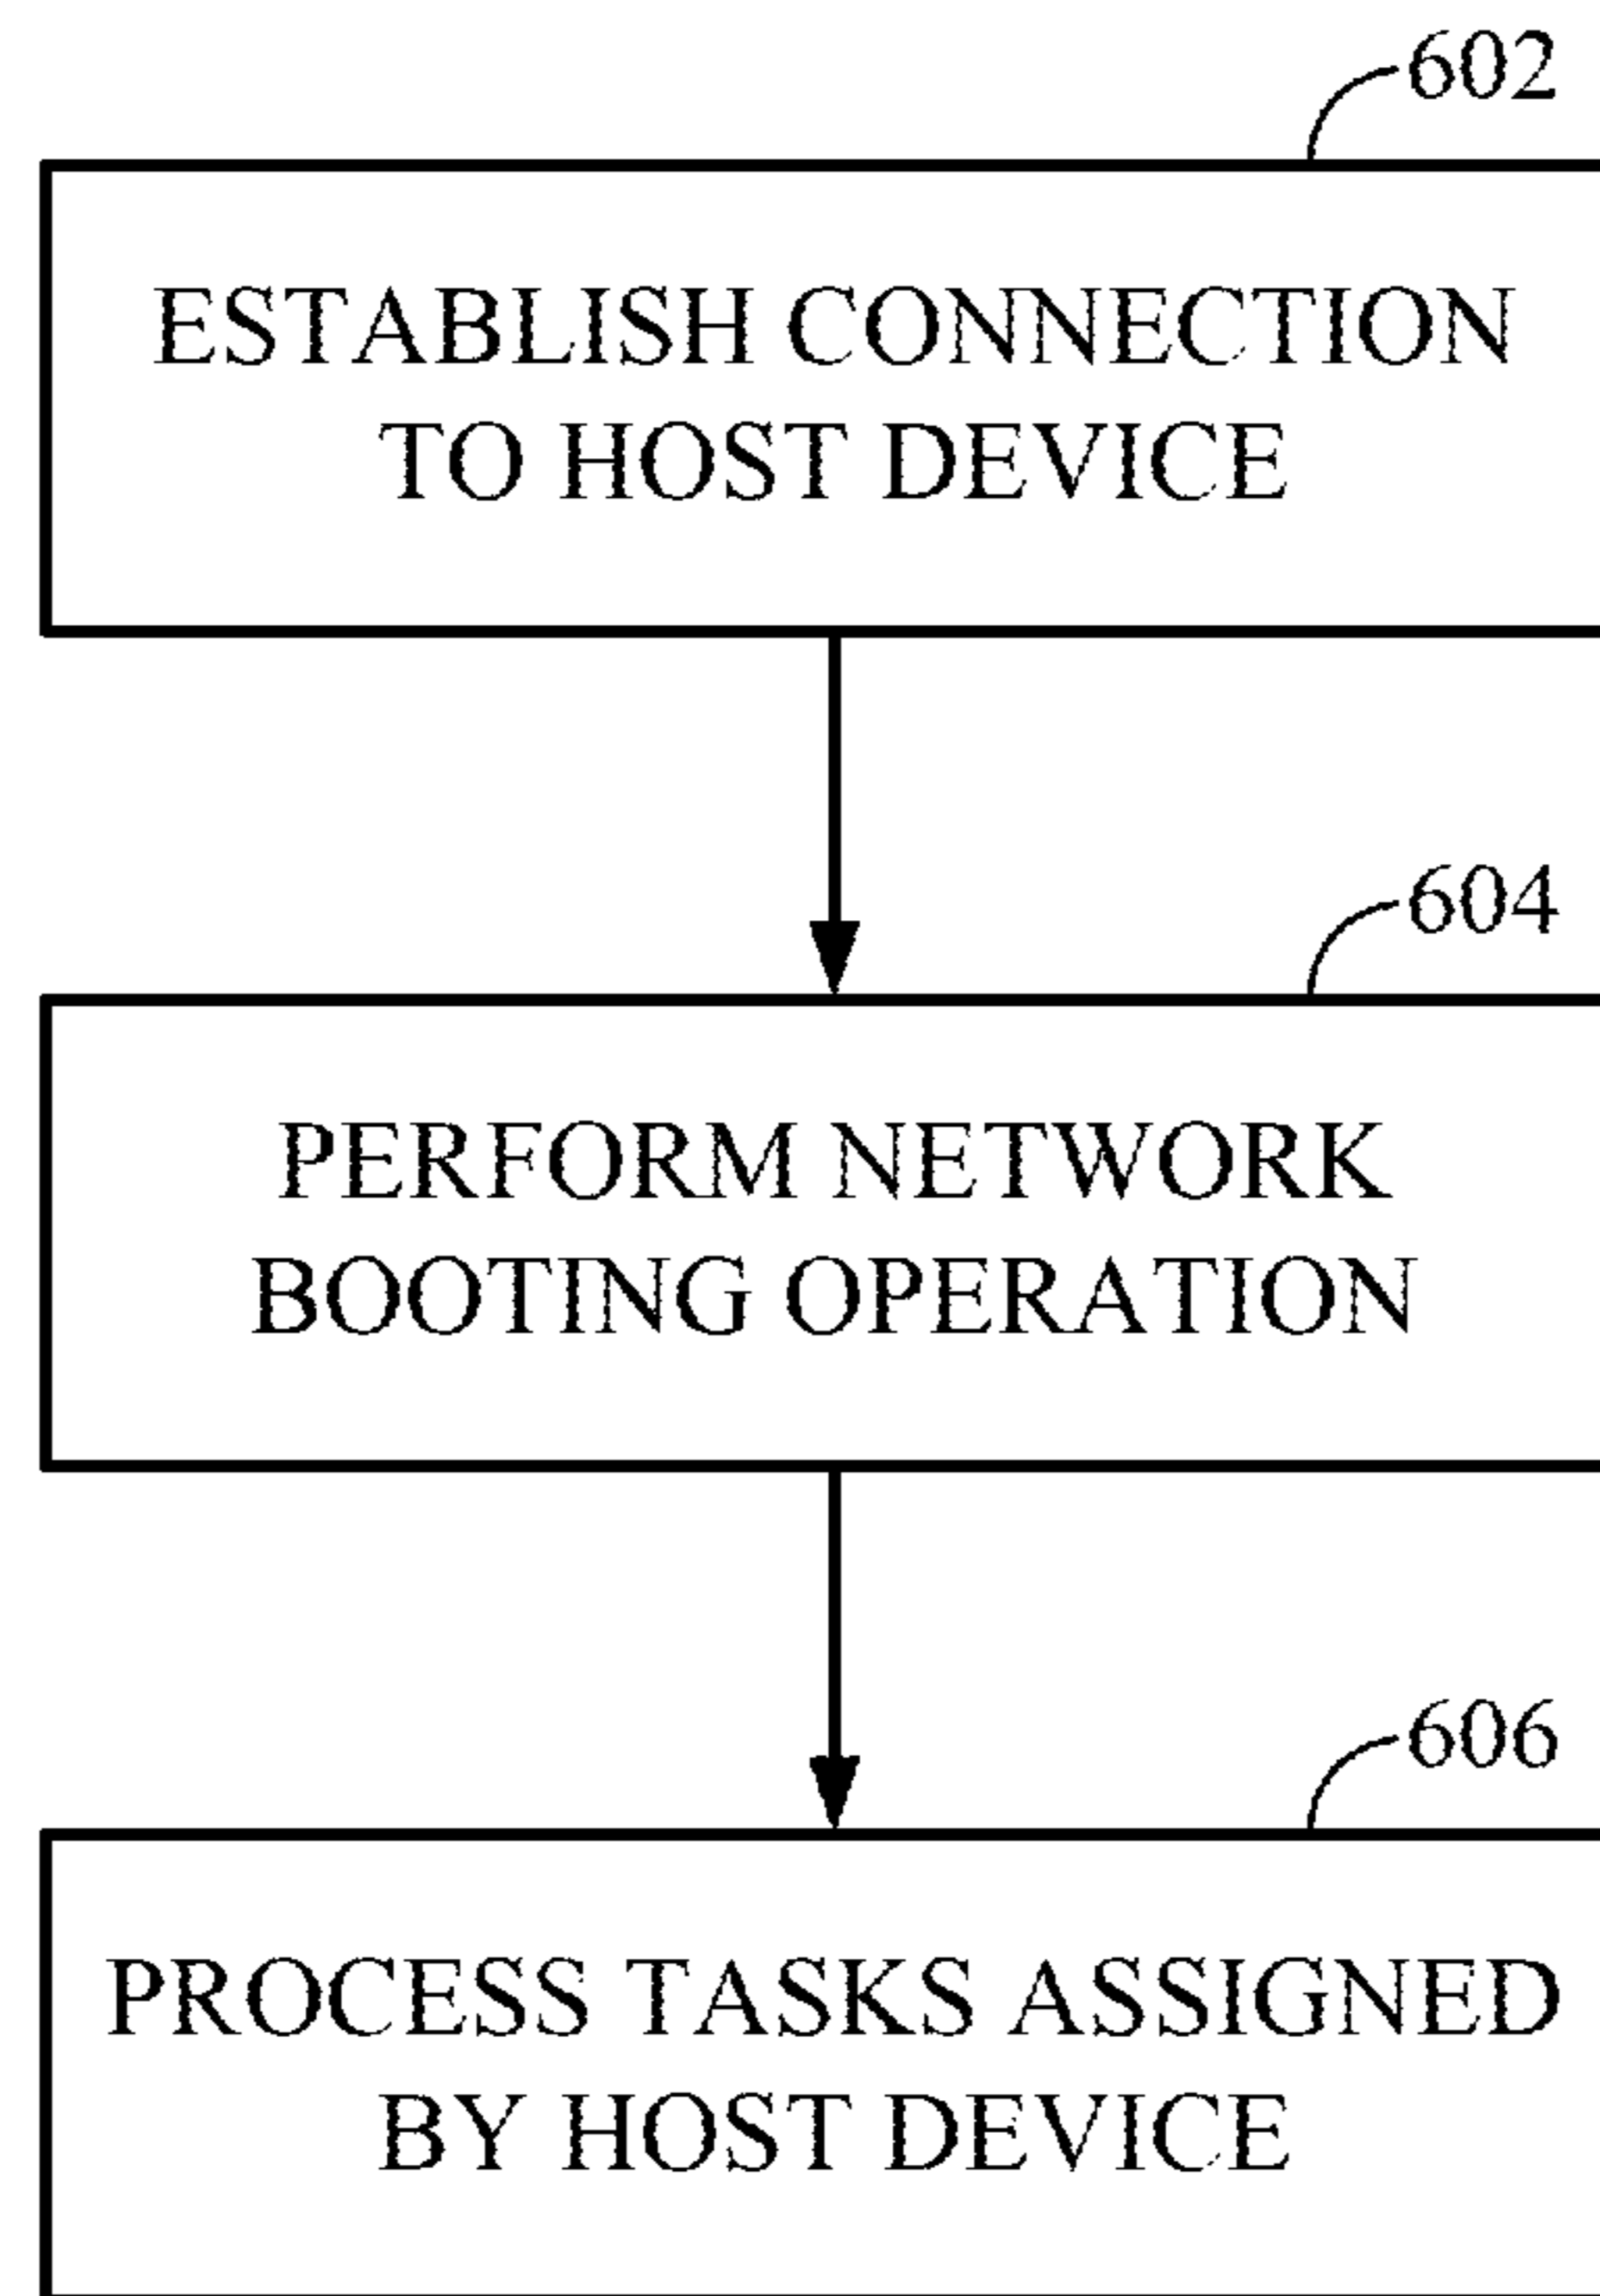 602
ESTABLISH CONNECTION
TO HOST DEVICE
604
PERFORM NETWORK
BOOTING OPERATION
606
PROCESS TASKS ASSIGNED
BY HOST DEVICE